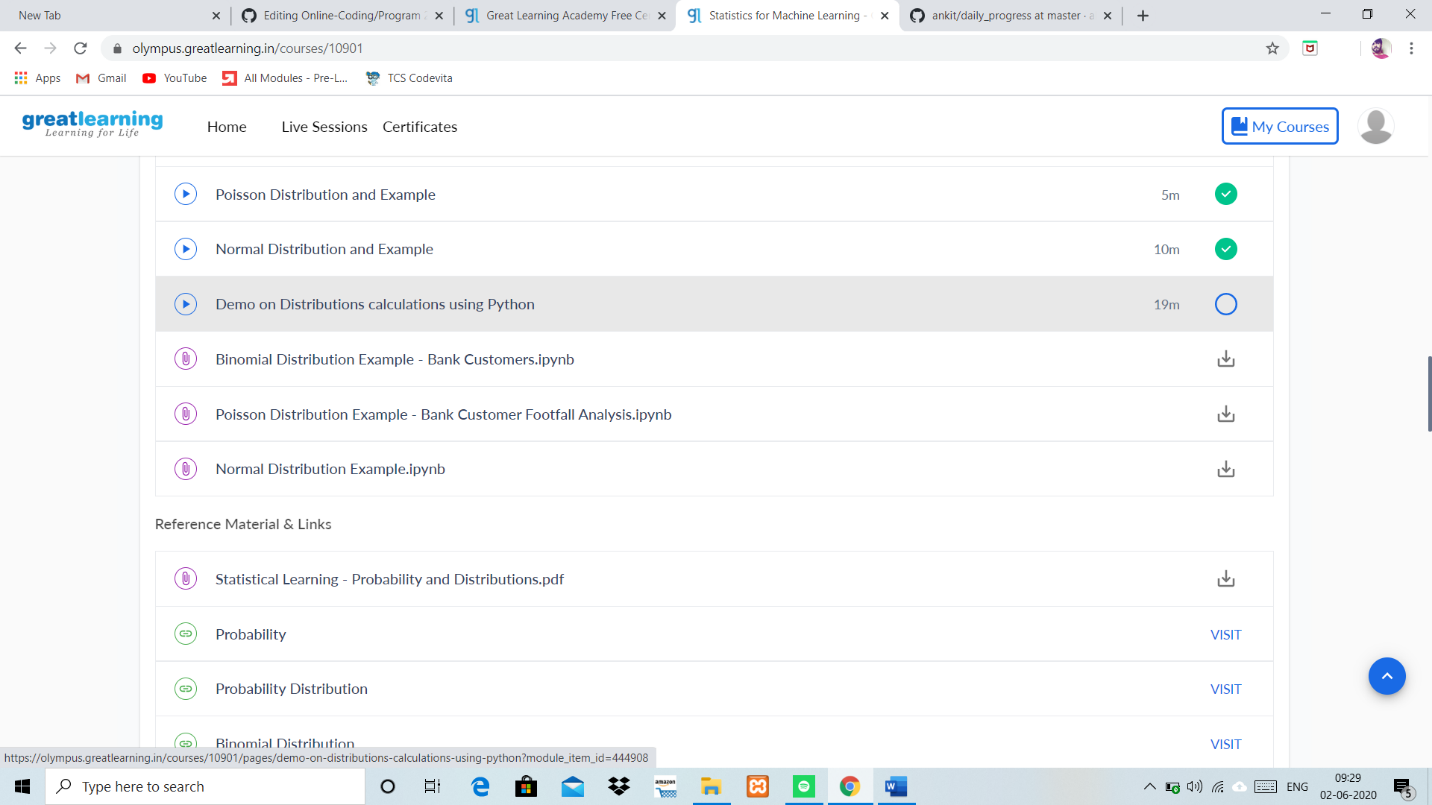 New Tab
Editing Online-Coding/Program
Great Learning Academy Free Ce
Statistics for Machine Learning -
ankit/daily_progress at master ·
olympus.greatlearning.in/courses/10901
Apps
Gmail
YouTube
All Modules - Pre-L...
TCS Codevita
greatlearning
Learning for Life
Home
Live Sessions
Certificates
My Courses
Poisson Distribution and Example 5m
Normal Distribution and Example 10m
Demo on Distributions calculations using Python 19m
Binomial Distribution Example - Bank Customers.ipynb
Poisson Distribution Example - Bank Customer Footfall Analysis.ipynb
Normal Distribution Example.ipynb
Reference Material & Links
Statistical Learning - Probability and Distributions.pdf
Probability VISIT
Probability Distribution VISIT
Binomial Distribution VISIT
https://olympus.greatlearning.in/courses/10901/pages/demo-on-distributions-calculations-using-python?module_item_id=444908
Type here to search
amazon
ENG
09:29
02-06-2020
5